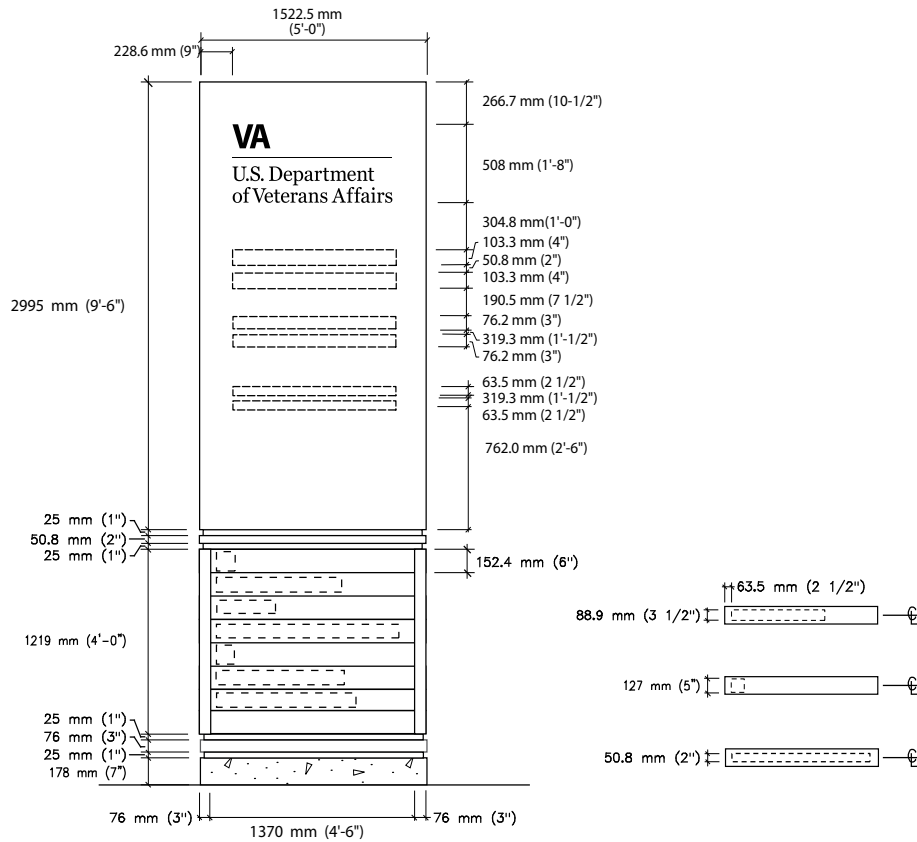 1522.5 mm
(5'-0")
228.6 mm (9")
266.7 mm (10-1/2")
VA
508 mm (1'-8")
U.S. Department
of Veterans Affairs
304.8 mm(1'-0")
103.3 mm (4")
50.8 mm (2")
103.3 mm (4")
2995 mm (9'-6")
190.5 mm (7 1/2")
76.2 mm (3")
319.3 mm (1'-1/2")
76.2 mm (3")
63.5 mm (2 1/2")
319.3 mm (1'-1/2")
63.5 mm (2 1/2")
762.0 mm (2'-6")
25 mm (1")
50.8 mm (2")
25 mm (1")
152.4 mm (6")
63.5 mm (2 1/2")
88.9 mm (3 1/2")
1219 mm (4'-0")
127 mm (5")
25 mm (1")
76 mm (3")
25 mm (1")
50.8 mm (2")
178 mm (7")
76 mm (3")
1370 mm (4'-6")
76 mm (3")